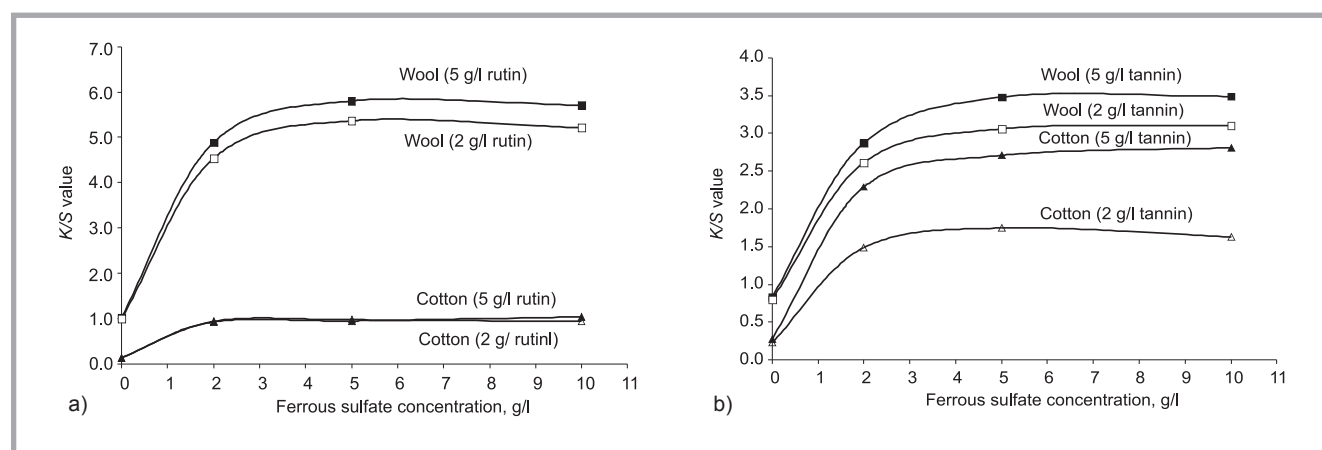 7.0
6.0
5.0
4.0
3.0
2.0
1.0
0.0
K/S value
Wool (5 g/l rutin)
Wool (2 g/l rutin)
Cotton (5 g/l rutin)
Cotton (2 g/ rutinl)
0 1 2 3 4 5 6 7 8 9 10 11
Ferrous sulfate concentration, g/l
a)
4.0
3.5
3.0
2.5
2.0
1.5
1.0
0.5
0.0
K/S value
Wool (5 g/l tannin)
Wool (2 g/l tannin)
Cotton (5 g/l tannin)
Cotton (2 g/l tannin)
0 1 2 3 4 5 6 7 8 9 10 11
Ferrous sulfate concentration, g/l
b)